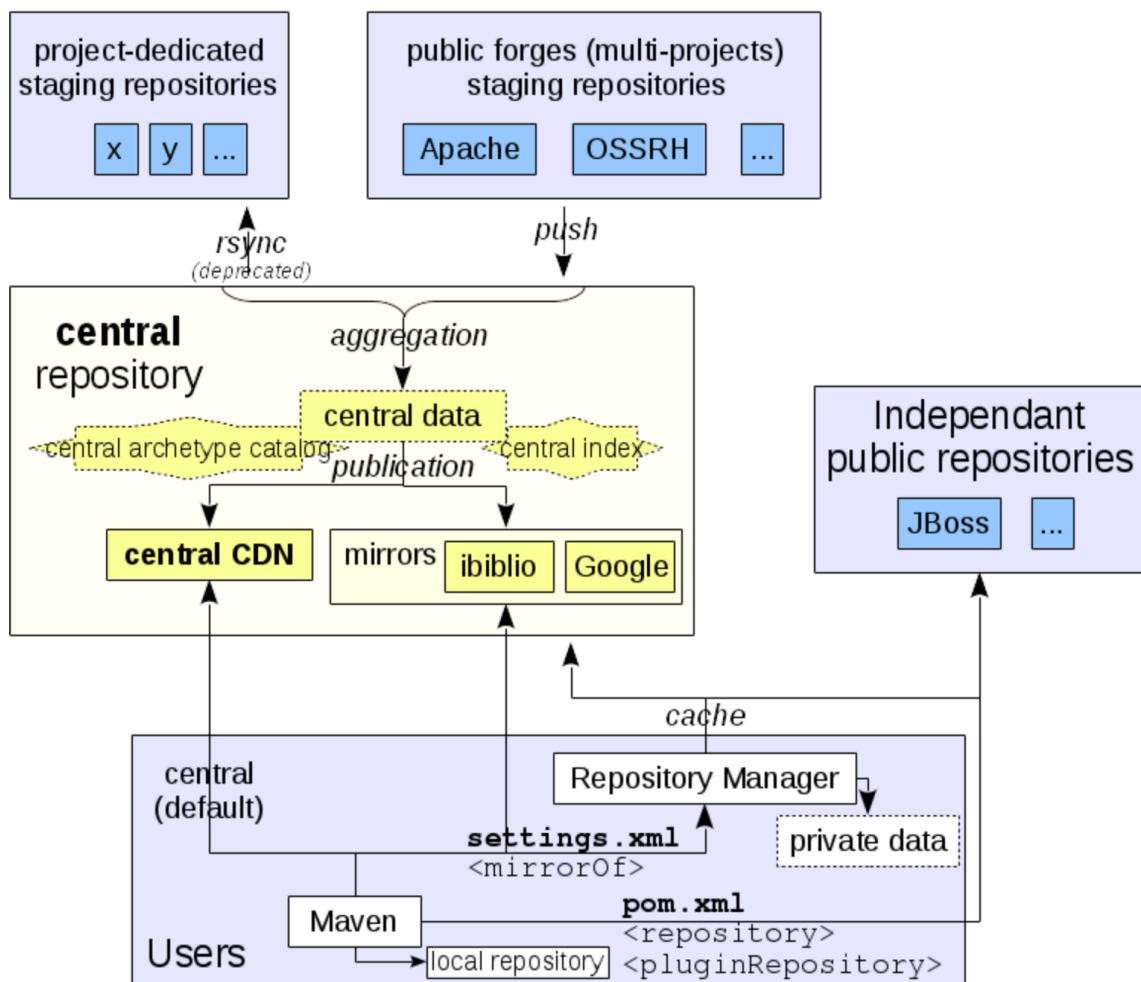 project-dedicated
staging repositories
x
y
...
public forges (multi-projects)
staging repositories
Apache
OSSRH
...
rsync
(deprecated)
push
central
repository
aggregation
central data
central archetype catalog
central index
publication
central CDN
mirrors
ibiblio
Google
Independant
public repositories
JBoss
...
cache
central
(default)
Repository Manager
private data
settings.xml
<mirrorOf>
Maven
pom.xml
<repository>
<pluginRepository>
Users
local repository